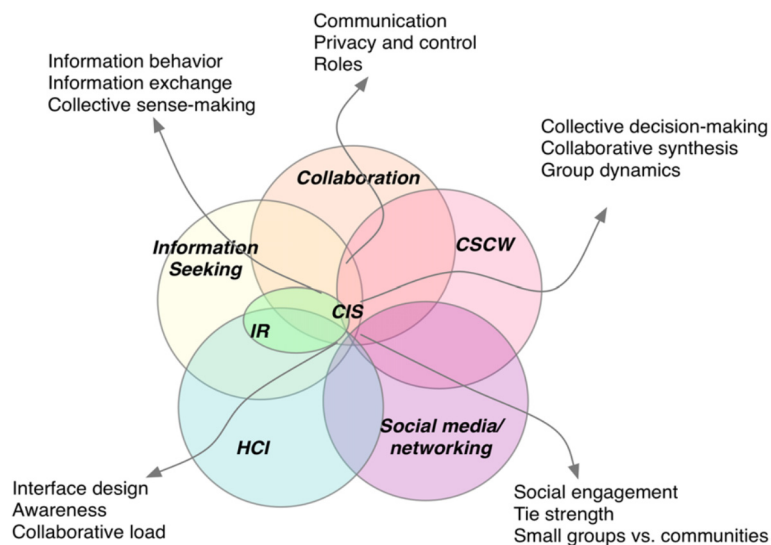 Communication
Privacy and control
Roles
Information behavior
Information exchange
Collective sense-making
Collective decision-making
Collaborative synthesis
Group dynamics
Collaboration
Information
Seeking
CSCW
CIS
IR
HCI
Social media/
networking
Interface design
Awareness
Collaborative load
Social engagement
Tie strength
Small groups vs. communities